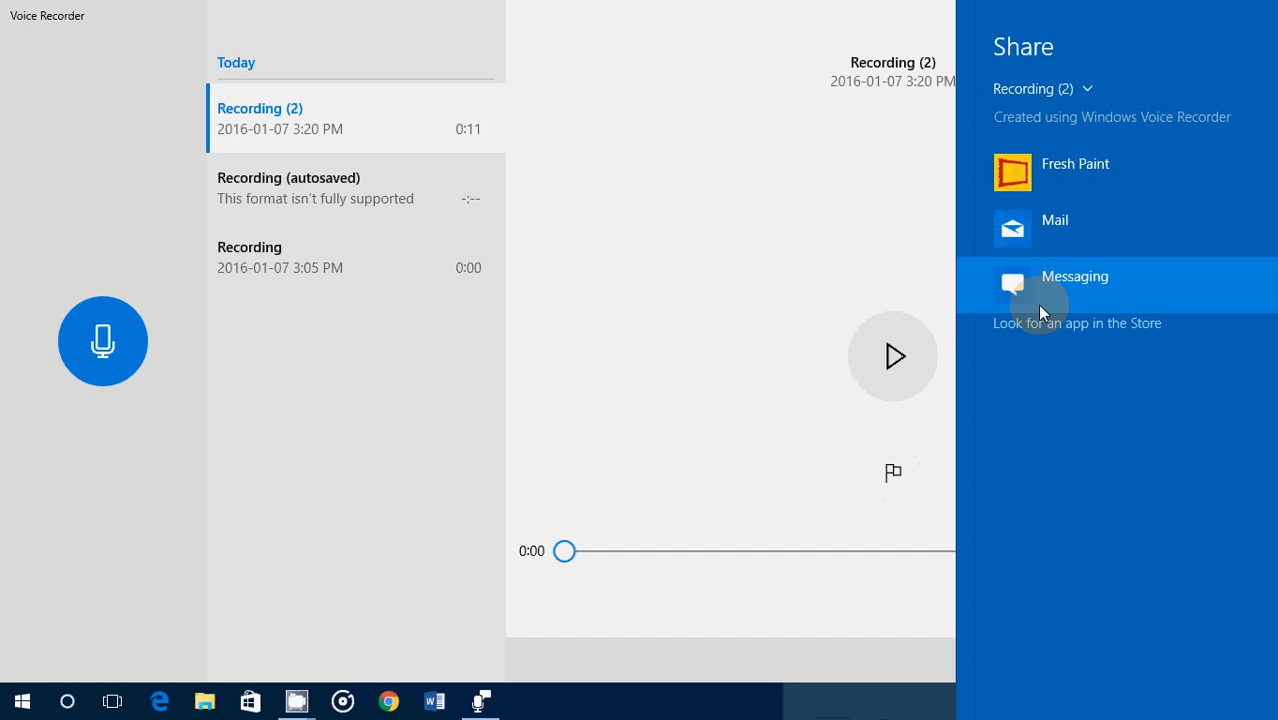 Voice Recorder
Today
Recording (2)
2016-01-07 3:20 PM 0:11
Recording (autosaved)
This format isn't fully supported -:--
Recording
2016-01-07 3:05 PM 0:00
Recording (2)
2016-01-07 3:20 PM
0:00
Share
Recording (2)
Created using Windows Voice Recorder
Fresh Paint
Mail
Messaging
Look for an app in the Store